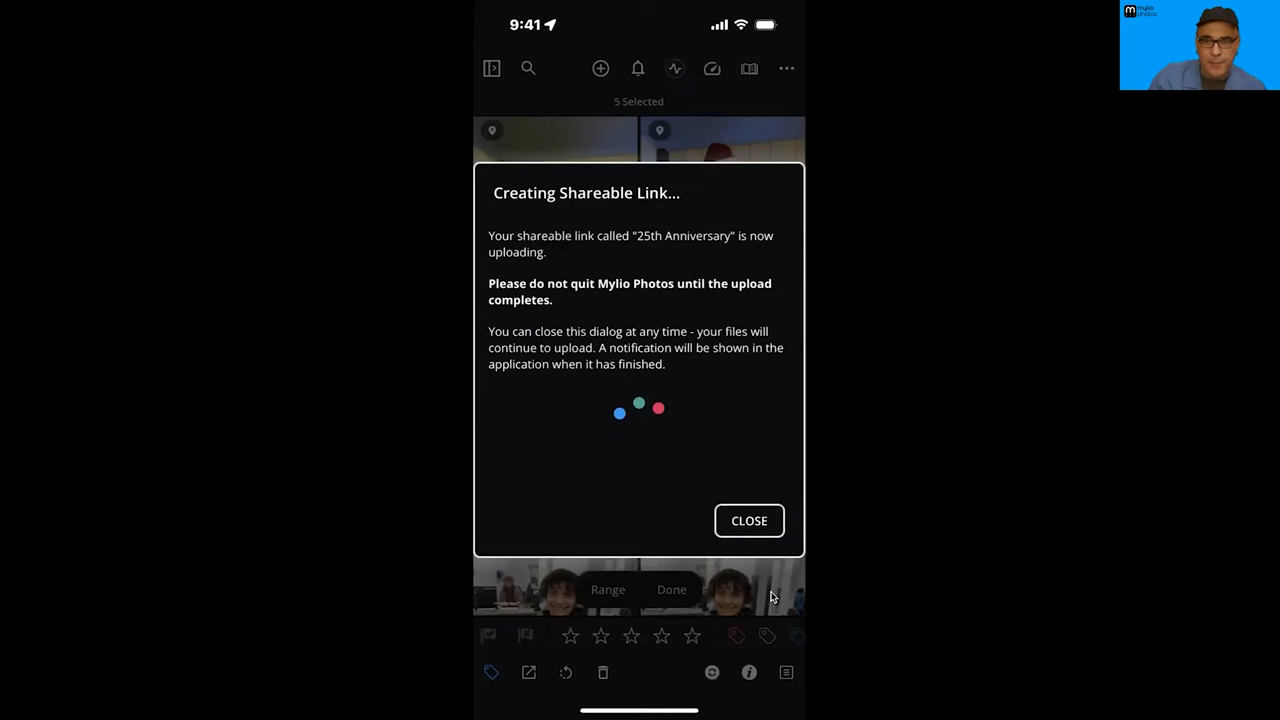 9:41
mylio
photos
5 Selected
Creating Shareable Link...
Your shareable link called "25th Anniversary" is now
uploading.
Please do not quit Mylio Photos until the upload
completes.
You can close this dialog at any time - your files will
continue to upload. A notification will be shown in the
application when it has finished.
CLOSE
Range Done